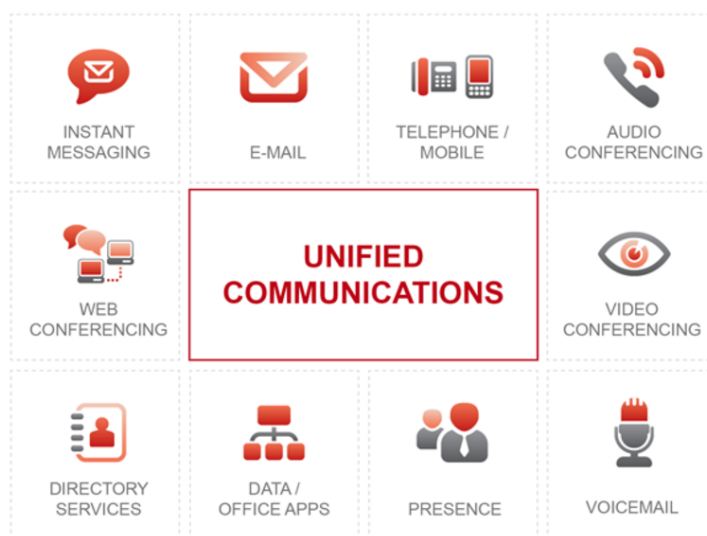 INSTANT
MESSAGING
E-MAIL
TELEPHONE /
MOBILE
AUDIO
CONFERENCING
WEB
CONFERENCING
UNIFIED
COMMUNICATIONS
VIDEO
CONFERENCING
DIRECTORY
SERVICES
DATA /
OFFICE APPS
PRESENCE
VOICEMAIL